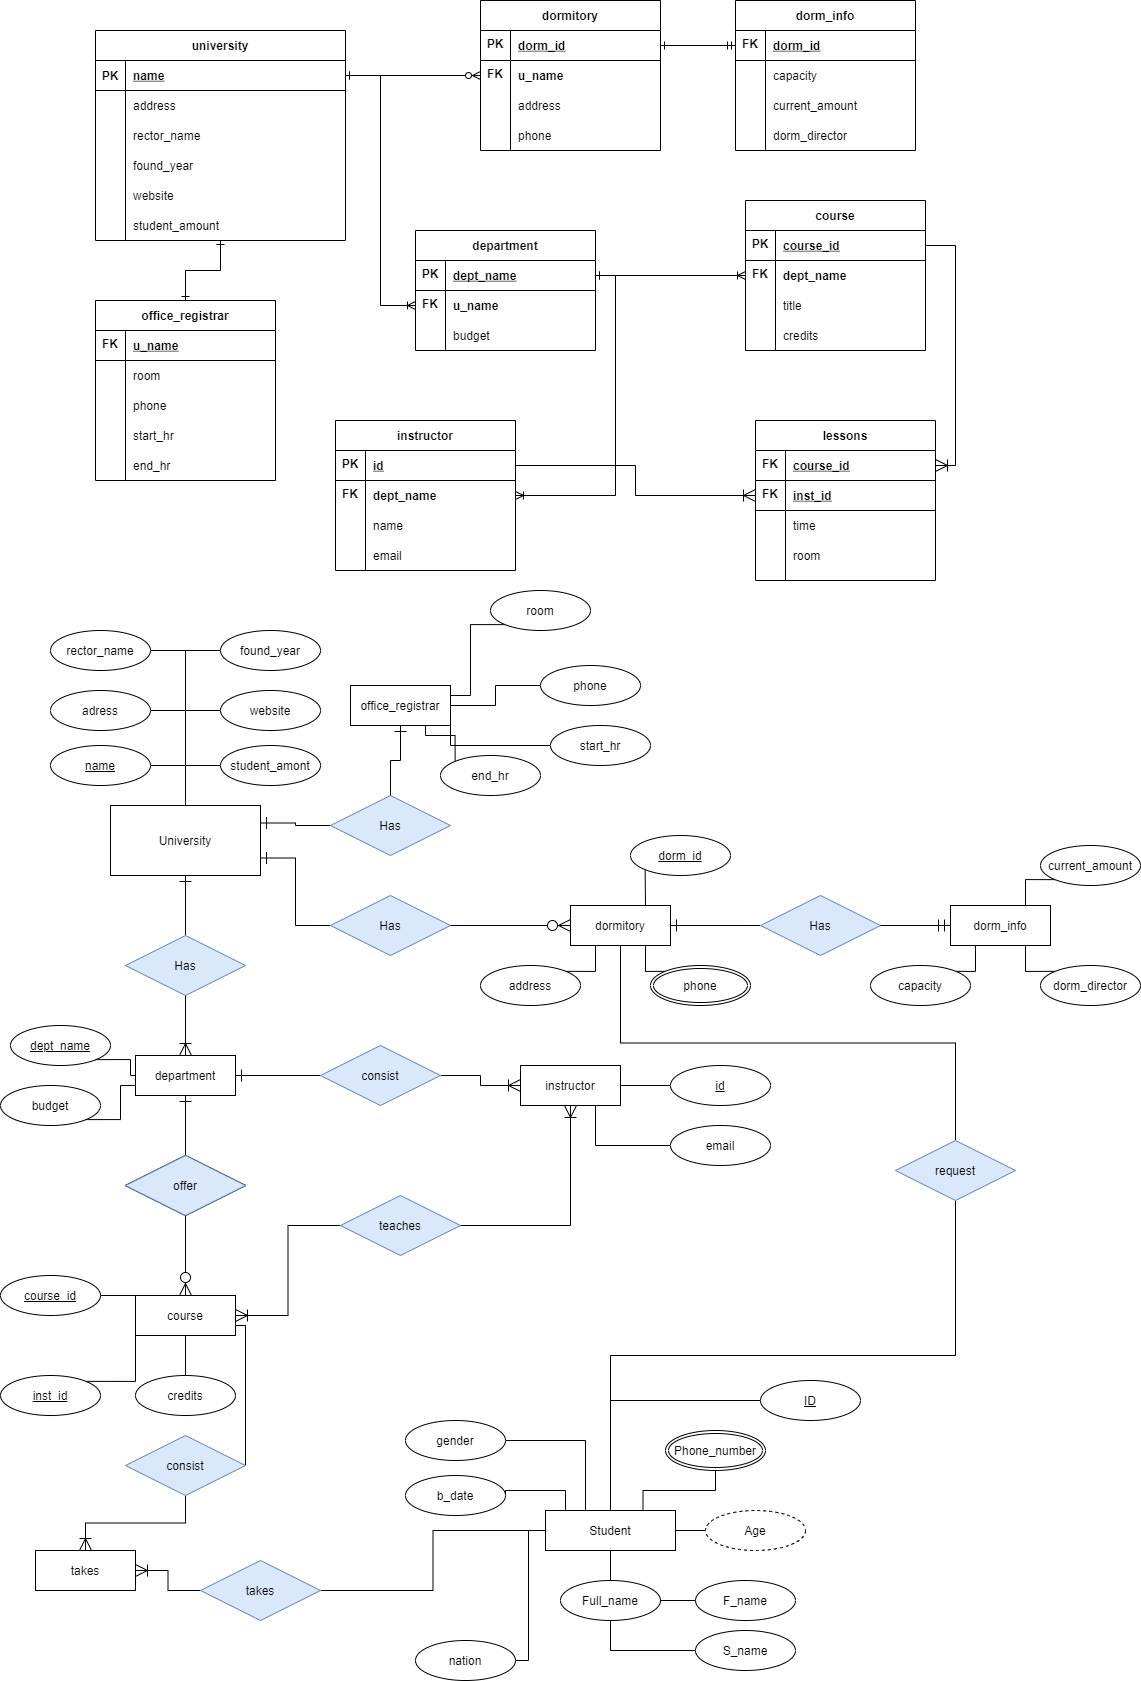 university
PK name
address
rector_name
found_year
website
student_amount
dormitory
PK dorm_id
FK u_name
address
phone
dorm_info
FK dorm_id
capacity
current_amount
dorm_director
department
PK dept_name
FK u_name
budget
course
PK course_id
FK dept_name
title
credits
office_registrar
FK u_name
room
phone
start_hr
end_hr
instructor
PK id
FK dept_name
name
email
lessons
FK course_id
FK inst_id
time
room
room
rector_name
found_year
phone
office_registrar
adress
website
start_hr
name
student_amont
end_hr
Has
University
dorm_id
current_amount
Has
dormitory
Has
dorm_info
Has
address
phone
capacity
dorm_director
dept_name
department
consist
instructor
id
budget
email
request
offer
teaches
course_id
course
inst_id
credits
ID
gender
Phone_number
consist
b_date
Student
Age
takes
takes
Full_name
F_name
S_name
nation